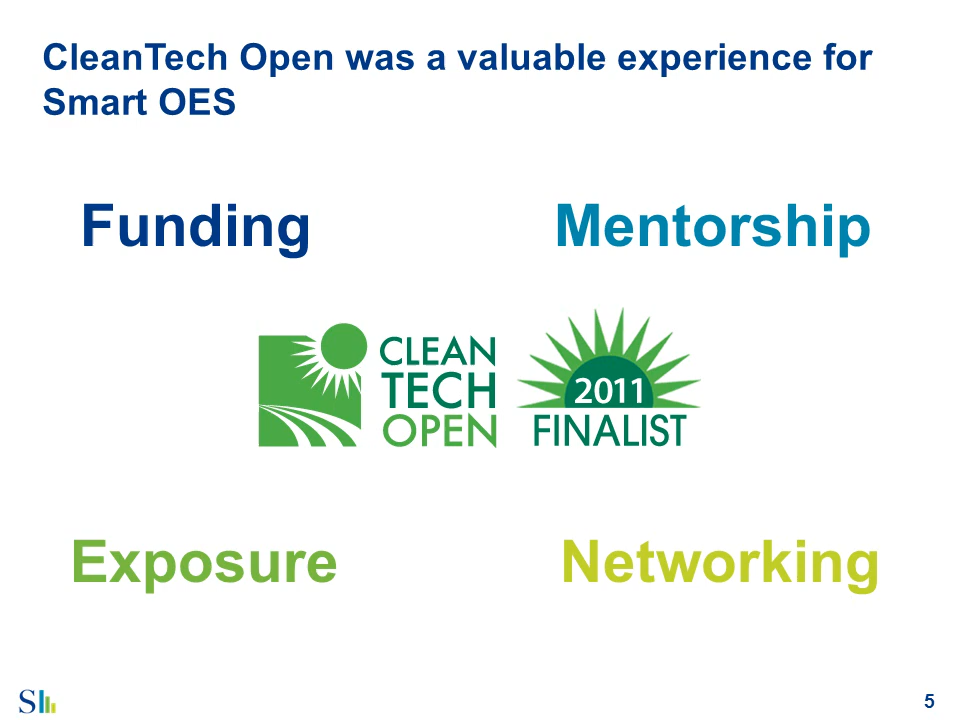 CleanTech Open was a valuable experience for
Smart OES
Funding
Mentorship
CLEAN
TECH
OPEN
2011
FINALIST
Exposure
Networking
S
5